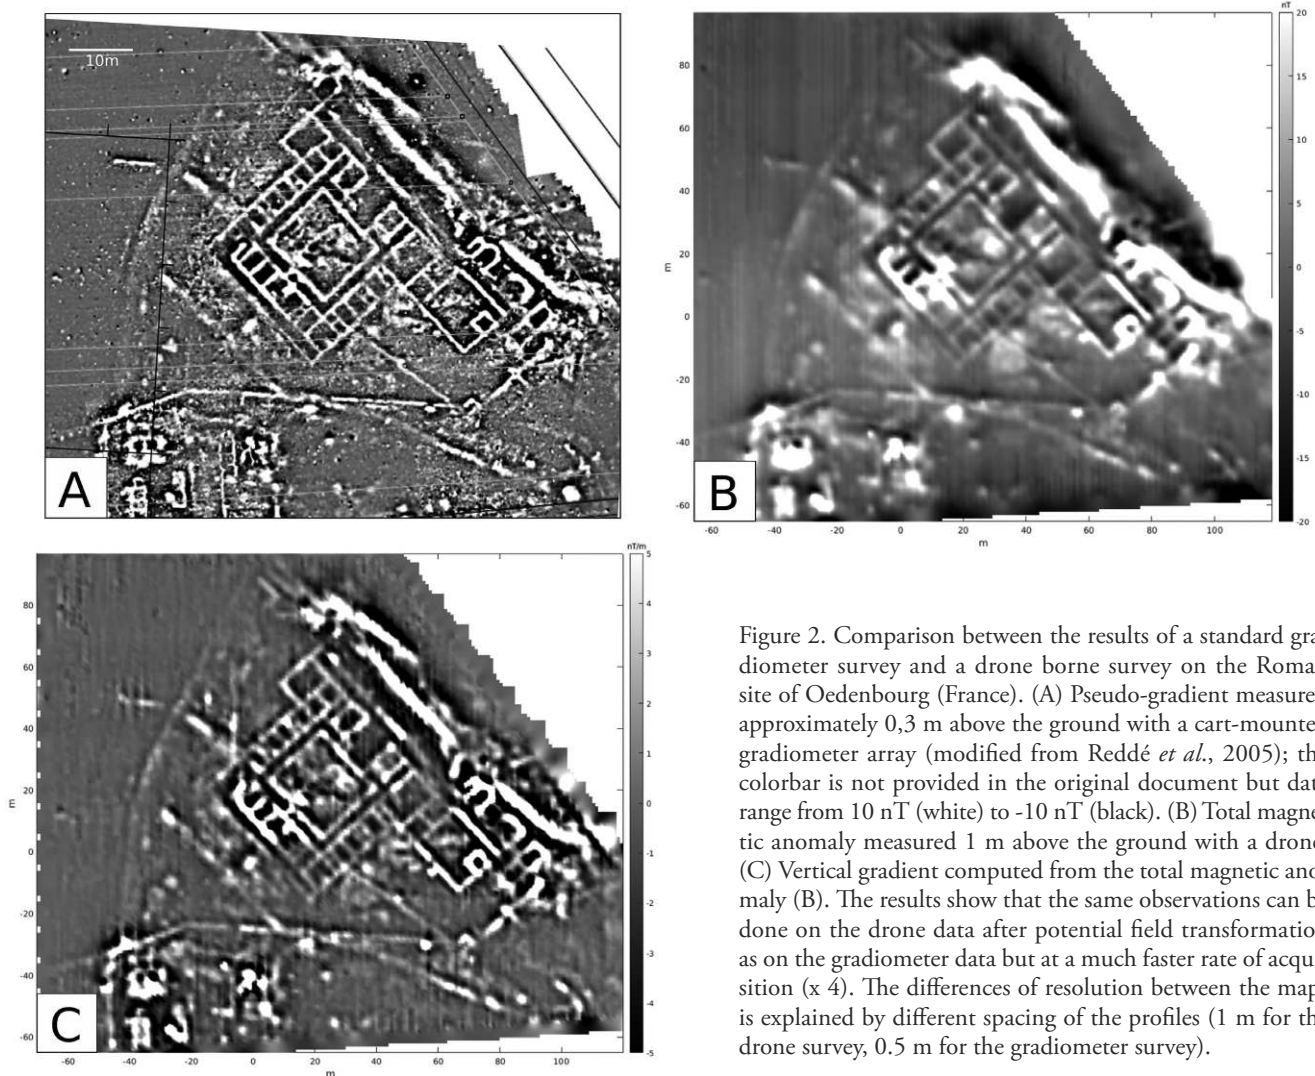 10m
A
nT
20
15
10
5
0
-5
-10
-15
-20
80
60
40
20
0
-20
-40
-60
m
B
-60 -40 -20 0 20 40 60 80 100
m
nT/m
5
4
3
2
1
0
-1
-2
-3
-4
-5
80
60
40
20
0
-20
-40
-60
m
C
-60 -40 -20 0 20 40 60 80 100
m
Figure 2. Comparison between the results of a standard gra
diometer survey and a drone borne survey on the Roma
site of Oedenbourg (France). (A) Pseudo-gradient measure
approximately 0,3 m above the ground with a cart-mounte
gradiometer array (modified from Reddé et al., 2005); th
colorbar is not provided in the original document but dat
range from 10 nT (white) to -10 nT (black). (B) Total magne
tic anomaly measured 1 m above the ground with a drone
(C) Vertical gradient computed from the total magnetic ano
maly (B). The results show that the same observations can b
done on the drone data after potential field transformation
as on the gradiometer data but at a much faster rate of acqui
sition (x 4). The differences of resolution between the map
is explained by different spacing of the profiles (1 m for th
drone survey, 0.5 m for the gradiometer survey).